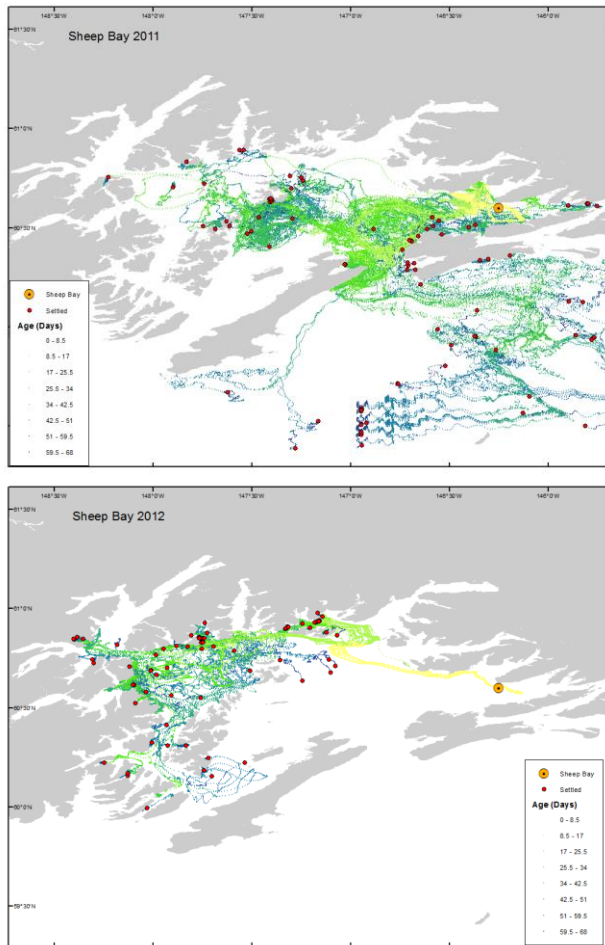 148°30'W 148°0'W 147°30'W 147°0'W 146°30'W 146°0'W
Sheep Bay 2011
61°30'N
61°0'N
60°30'N
Sheep Bay
Settled
Age (Days)
0 - 8.5
8.5 - 17
17 - 25.5
25.5 - 34
34 - 42.5
42.5 - 51
51 - 59.5
59.5 - 68
148°30'W 148°0'W 147°30'W 147°0'W 146°30'W 146°0'W
Sheep Bay 2012
61°30'N
61°0'N
60°30'N
60°0'N
59°30'N
Sheep Bay
Settled
Age (Days)
0 - 8.5
8.5 - 17
17 - 25.5
25.5 - 34
34 - 42.5
42.5 - 51
51 - 59.5
59.5 - 68